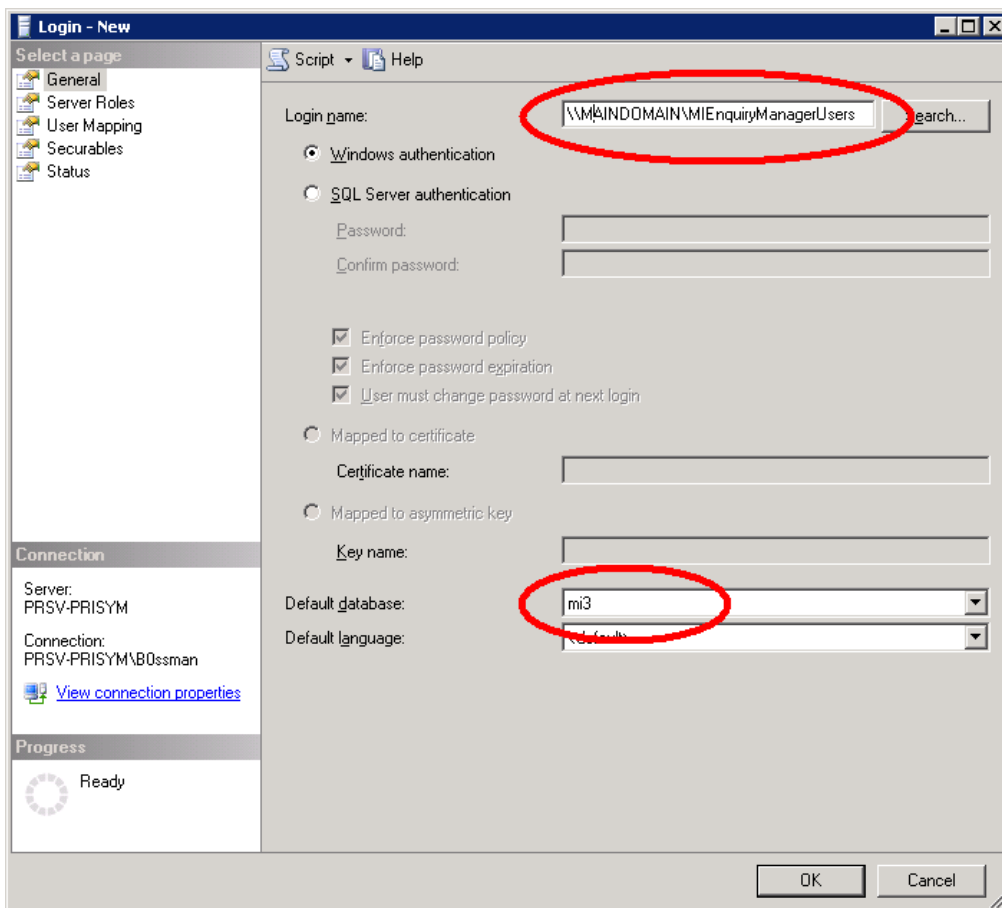 Login - New
Select a page
General
Server Roles
User Mapping
Securables
Status
Connection
Server:
PRSV-PRISYM
Connection:
PRSV-PRISYM\B0ssman
View connection properties
Progress
Ready
Script
Help
Login name:
\\MAINDOMAIN\MIEnquiryManagerUsers
Search...
Windows authentication
SQL Server authentication
Password:
Confirm password:
Enforce password policy
Enforce password expiration
User must change password at next login
Mapped to certificate
Certificate name:
Mapped to asymmetric key
Key name:
Default database:
mi3
Default language:
<default>
OK
Cancel